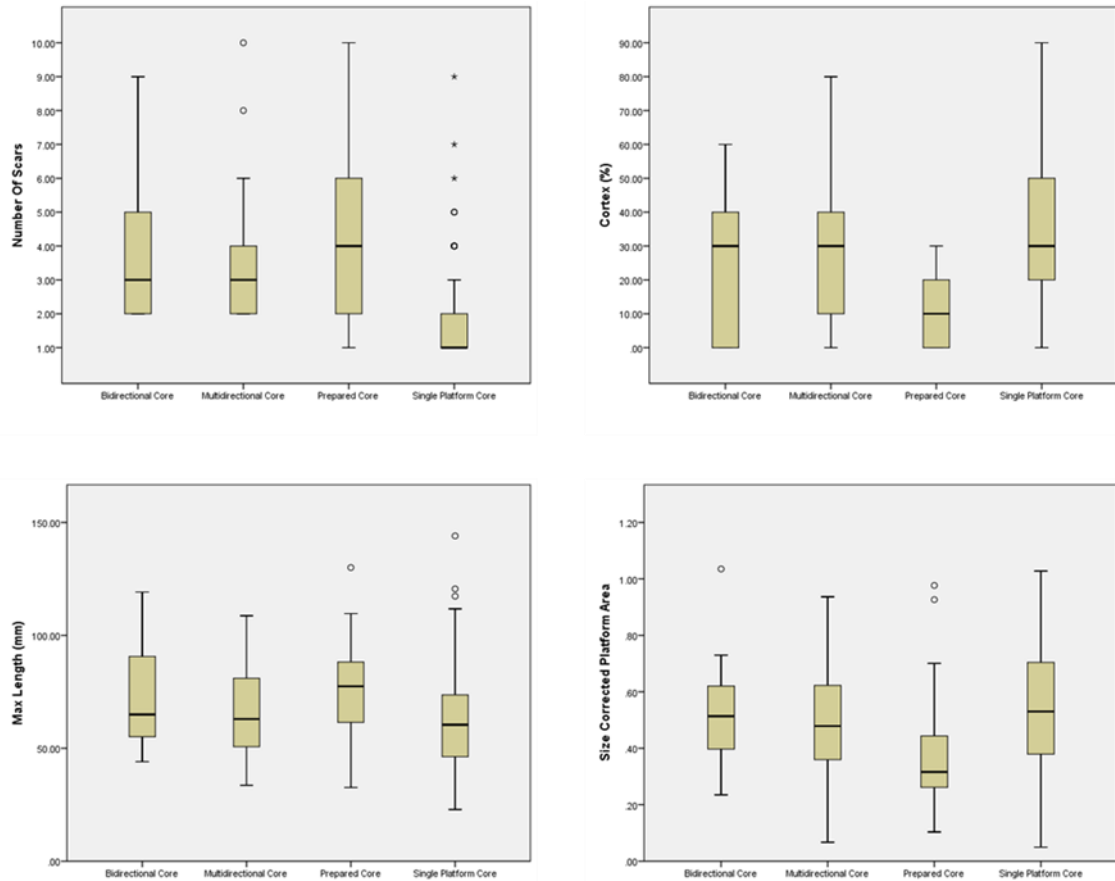 Number Of Scars
10.00
9.00
8.00
7.00
6.00
5.00
4.00
3.00
2.00
1.00
Bidirectional Core
Multidirectional Core
Prepared Core
Single Platform Core
Cortex (%)
90.00
80.00
70.00
60.00
50.00
40.00
30.00
20.00
10.00
.00
Bidirectional Core
Multidirectional Core
Prepared Core
Single Platform Core
Max Length (mm)
150.00
100.00
50.00
.00
Bidirectional Core
Multidirectional Core
Prepared Core
Single Platform Core
Size Corrected Platform Area
1.20
1.00
.80
.60
.40
.20
.00
Bidirectional Core
Multidirectional Core
Prepared Core
Single Platform Core